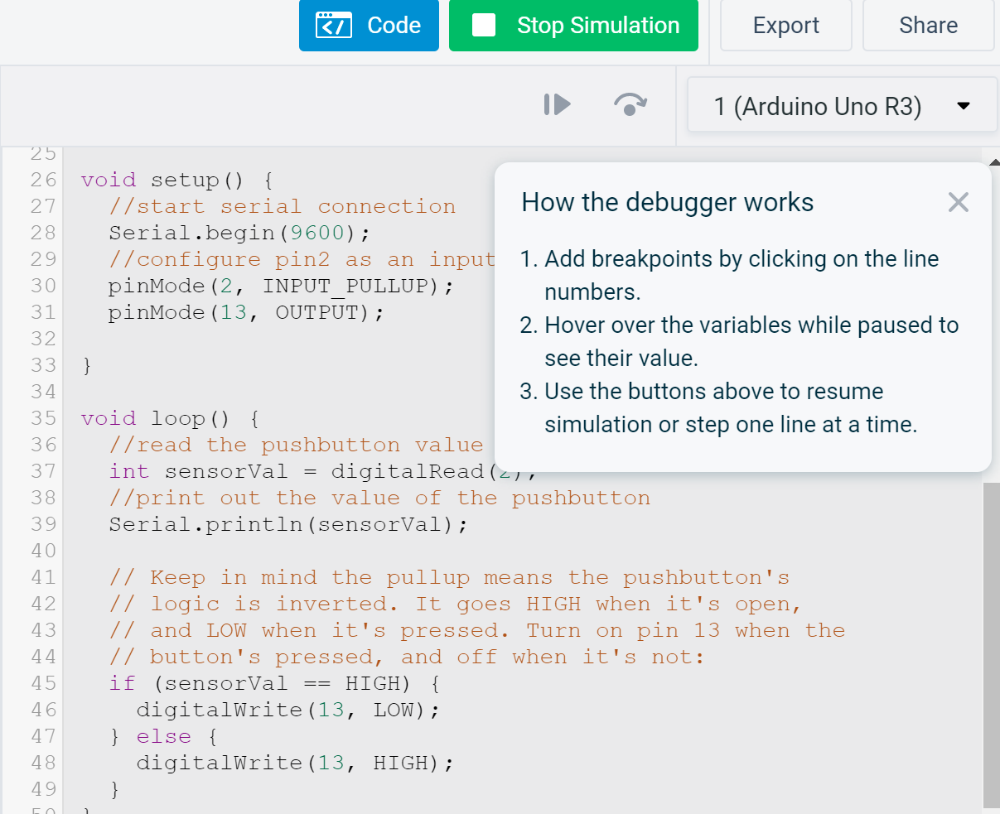 Code
Stop Simulation
Export
Share
1 (Arduino Uno R3)
25
26 void setup() {
27 //start serial connection
28 Serial.begin(9600);
29 //configure pin2 as an input
30 pinMode(2, INPUT_PULLUP);
31 pinMode(13, OUTPUT);
32
33 }
34
35 void loop() {
36 //read the pushbutton value
37 int sensorVal = digitalRead(2);
38 //print out the value of the pushbutton
39 Serial.println(sensorVal);
40
41 // Keep in mind the pullup means the pushbutton's
42 // logic is inverted. It goes HIGH when it's open,
43 // and LOW when it's pressed. Turn on pin 13 when the
44 // button's pressed, and off when it's not:
45 if (sensorVal == HIGH) {
46 digitalWrite(13, LOW);
47 } else {
48 digitalWrite(13, HIGH);
49 }
50 }
How the debugger works
1. Add breakpoints by clicking on the line
numbers.
2. Hover over the variables while paused to
see their value.
3. Use the buttons above to resume
simulation or step one line at a time.